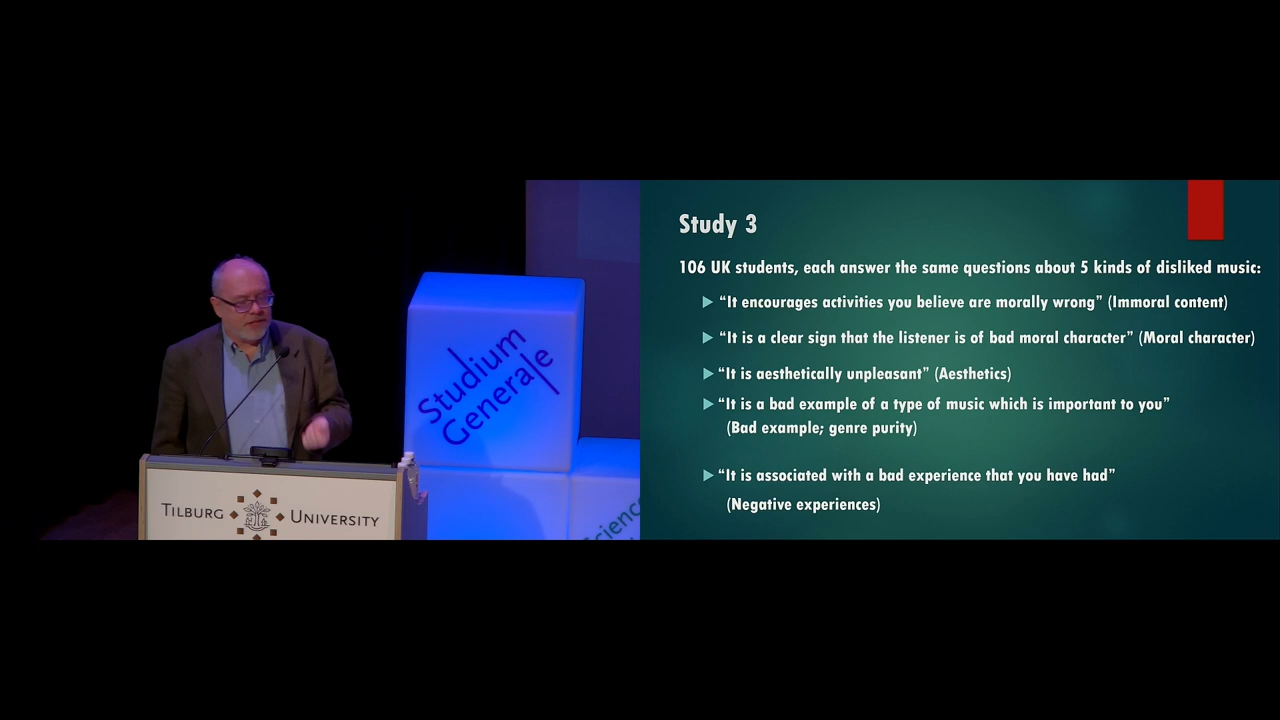 Studium
Generale
TILBURG UNIVERSITY
Study 3
106 UK students, each answer the same questions about 5 kinds of disliked music:
“It encourages activities you believe are morally wrong” (Immoral content)
“It is a clear sign that the listener is of bad moral character” (Moral character)
“It is aesthetically unpleasant” (Aesthetics)
“It is a bad example of a type of music which is important to you”
(Bad example; genre purity)
“It is associated with a bad experience that you have had”
(Negative experiences)